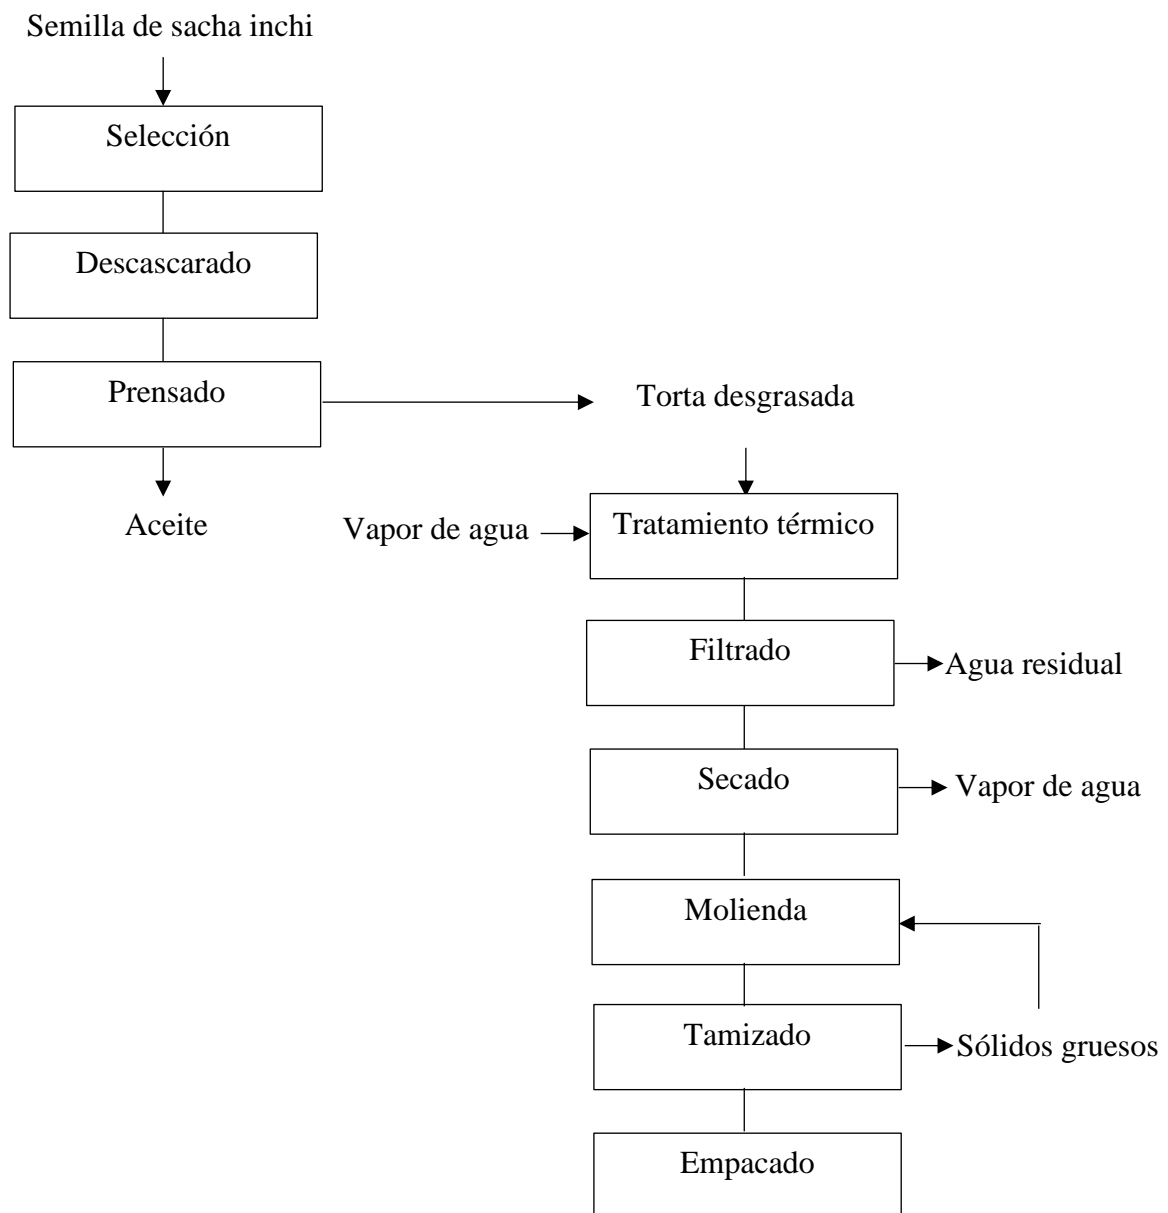 Semilla de sacha inchi
Selección
Descascarado
Prensado
Torta desgrasada
Aceite
Vapor de agua
Tratamiento térmico
Filtrado
Agua residual
Secado
Vapor de agua
Molienda
Tamizado
Sólidos gruesos
Empacado